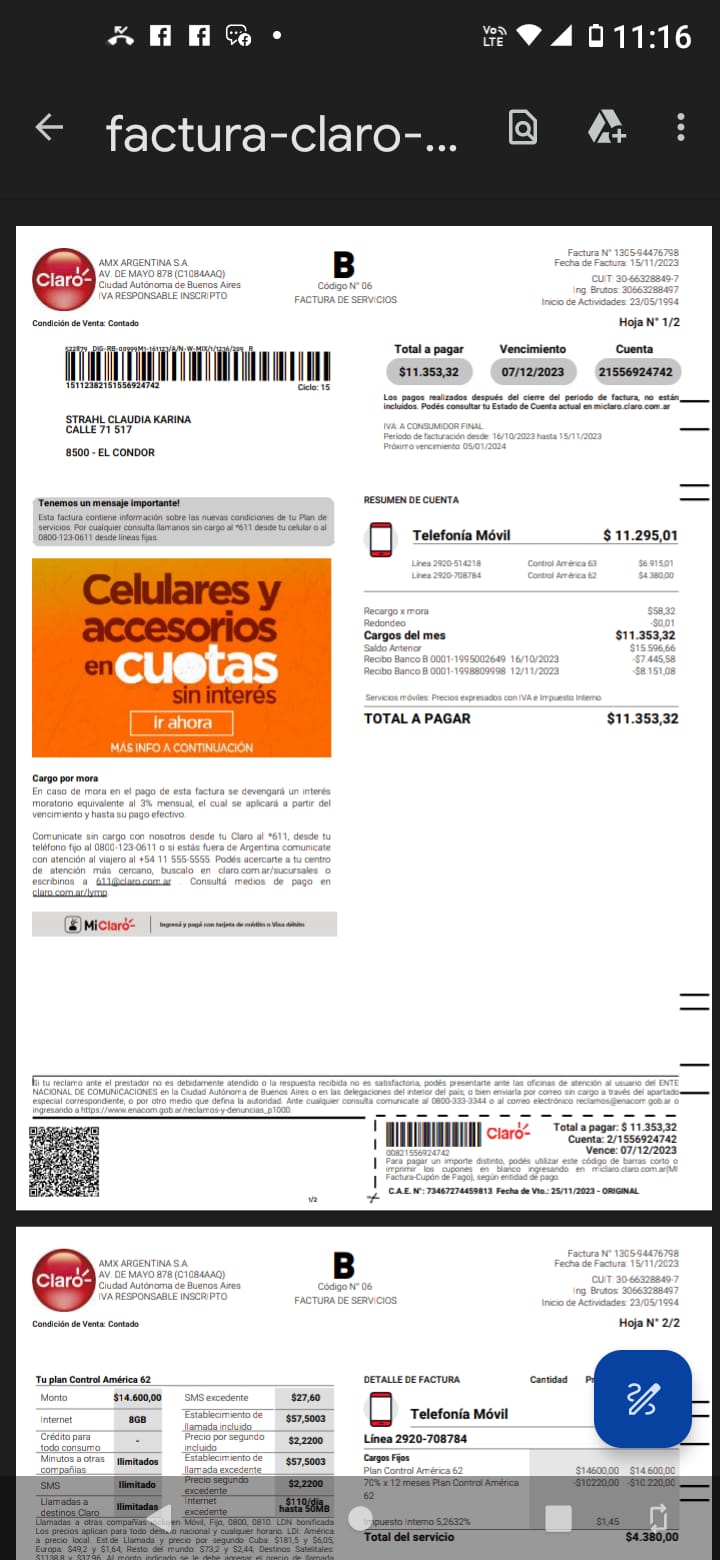 Vo LTE 11:16
factura-claro-...
Claro
AMX ARGENTINA S.A.
AV. DE MAYO 878 (C1084AAQ)
Ciudad Autónoma de Buenos Aires
IVA RESPONSABLE INSCRIPTO
Condición de Venta: Contado
B
Código N° 06
FACTURA DE SERVICIOS
Factura N° 1305-94476798
Fecha de Factura: 15/11/2023
CUIT: 30-66328849-7
Ing. Brutos: 30663288497
Inicio de Actividades: 23/05/1994
Hoja N° 1/2
15112382151556924742
Ciclo: 15
STRAHL CLAUDIA KARINA
CALLE 71 517
8500 - EL CONDOR
Total a pagar Vencimiento Cuenta
$11.353,32 07/12/2023 21556924742
Los pagos realizados después del cierre del periodo de factura, no están
incluidos. Podés consultar tu Estado de Cuenta actual en miclaro.claro.com.ar
IVA: A CONSUMIDOR FINAL
Periodo de facturación desde: 16/10/2023 hasta 15/11/2023
Próximo vencimiento: 05/01/2024
Tenemos un mensaje importante!
Esta factura contiene información sobre las nuevas condiciones de tu Plan de
servicios. Por cualquier consulta llamanos sin cargo al *611 desde tu celular o al
0800-123-0611 desde líneas fijas.
Celulares y
accesorios
en cuotas
sin interés
ir ahora
MÁS INFO A CONTINUACIÓN
RESUMEN DE CUENTA
Telefonía Móvil $ 11.295,01
Línea 2920-514218 Control América 63 $6.915,01
Línea 2920-708784 Control América 62 $4.380,00
Recargo x mora $58,32
Redondeo -$0,01
Cargos del mes $11.353,32
Saldo Anterior $15.596,66
Recibo Banco B 0001-1995002649 16/10/2023 -$7.445,58
Recibo Banco B 0001-1998809998 12/11/2023 -$8.151,08
Servicios móviles: Precios expresados con IVA e Impuesto Interno.
TOTAL A PAGAR $11.353,32
Cargo por mora
En caso de mora en el pago de esta factura se devengará un interés
moratorio equivalente al 3% mensual, el cual se aplicará a partir del
vencimiento y hasta su pago efectivo.
Comunicate sin cargo con nosotros desde tu Claro al *611, desde tu
teléfono fijo al 0800-123-0611 o si estás fuera de Argentina comunicate
con atención al viajero al +54 11 555-5555. Podés acercarte a tu centro
de atención más cercano, buscalo en claro.com.ar/sucursales o
escribinos a 611@claro.com.ar . Consultá medios de pago en
claro.com.ar/lymp.
MiClaro Ingresá y pagá con tarjeta de crédito o Visa débito
Si tu reclamo ante el prestador no es debidamente atendido o la respuesta recibida no es satisfactoria, podés presentarte ante las oficinas de atención al usuario del ENTE
NACIONAL DE COMUNICACIONES en la Ciudad Autónoma de Buenos Aires o en las delegaciones del interior del país; o bien enviarla por correo sin cargo a través del apartado
especial correspondiente, o por otro medio que defina la autoridad. Ante cualquier consulta comunicate al 0800-333-3344 o al correo electrónico reclamos@enacom.gob.ar o
ingresando a https://www.enacom.gob.ar/reclamos-y-denuncias_p1000.
1/2
Claro
00821556924742
Total a pagar: $ 11.353,32
Cuenta: 2/1556924742
Vence: 07/12/2023
Para pagar un importe distinto, podés utilizar este código de barras corto o
imprimir los cupones en blanco ingresando en miclaro.claro.com.ar(Mi
Factura-Cupón de Pago), según entidad de pago.
C.A.E. N°: 73467274459813 Fecha de Vto.: 25/11/2023 - ORIGINAL
Claro
AMX ARGENTINA S.A.
AV. DE MAYO 878 (C1084AAQ)
Ciudad Autónoma de Buenos Aires
IVA RESPONSABLE INSCRIPTO
Condición de Venta: Contado
B
Código N° 06
FACTURA DE SERVICIOS
Factura N° 1305-94476798
Fecha de Factura: 15/11/2023
CUIT: 30-66328849-7
Ing. Brutos: 30663288497
Inicio de Actividades: 23/05/1994
Hoja N° 2/2
Tu plan Control América 62
Monto $14.600,00 SMS excedente $27,60
Internet 8GB Establecimiento de llamada incluido $57,5003
Crédito para todo consumo - Precio por segundo incluido $2,2200
Minutos a otras compañías Ilimitados Establecimiento de llamada excedente $57,5003
SMS Ilimitado Precio segundo excedente $2,2200
Llamadas a destinos Claro Ilimitadas Internet excedente $110/día hasta 50MB
Llamadas a otras compañías incluyen Móvil, Fijo, 0800, 0810. LDN bonificada
Los precios aplican para todo destino nacional y cualquier horario. LDI: América
a precio local. Est.de Llamada y precio por segundo Cuba: $181,5 y $6,05;
Europa: $49,2 y $1,64; Resto del mundo: $73,2 y $2,44; Destinos Satelitales:
DETALLE DE FACTURA Cantidad
Telefonía Móvil
Línea 2920-708784
Cargos Fijos
Plan Control América 62 $14600,00 $14.600,00
70% x 12 meses Plan Control América -$10220,00 -$10.220,00
62
Impuesto Interno 5,2632% $1,45
Total del servicio $4.380,00